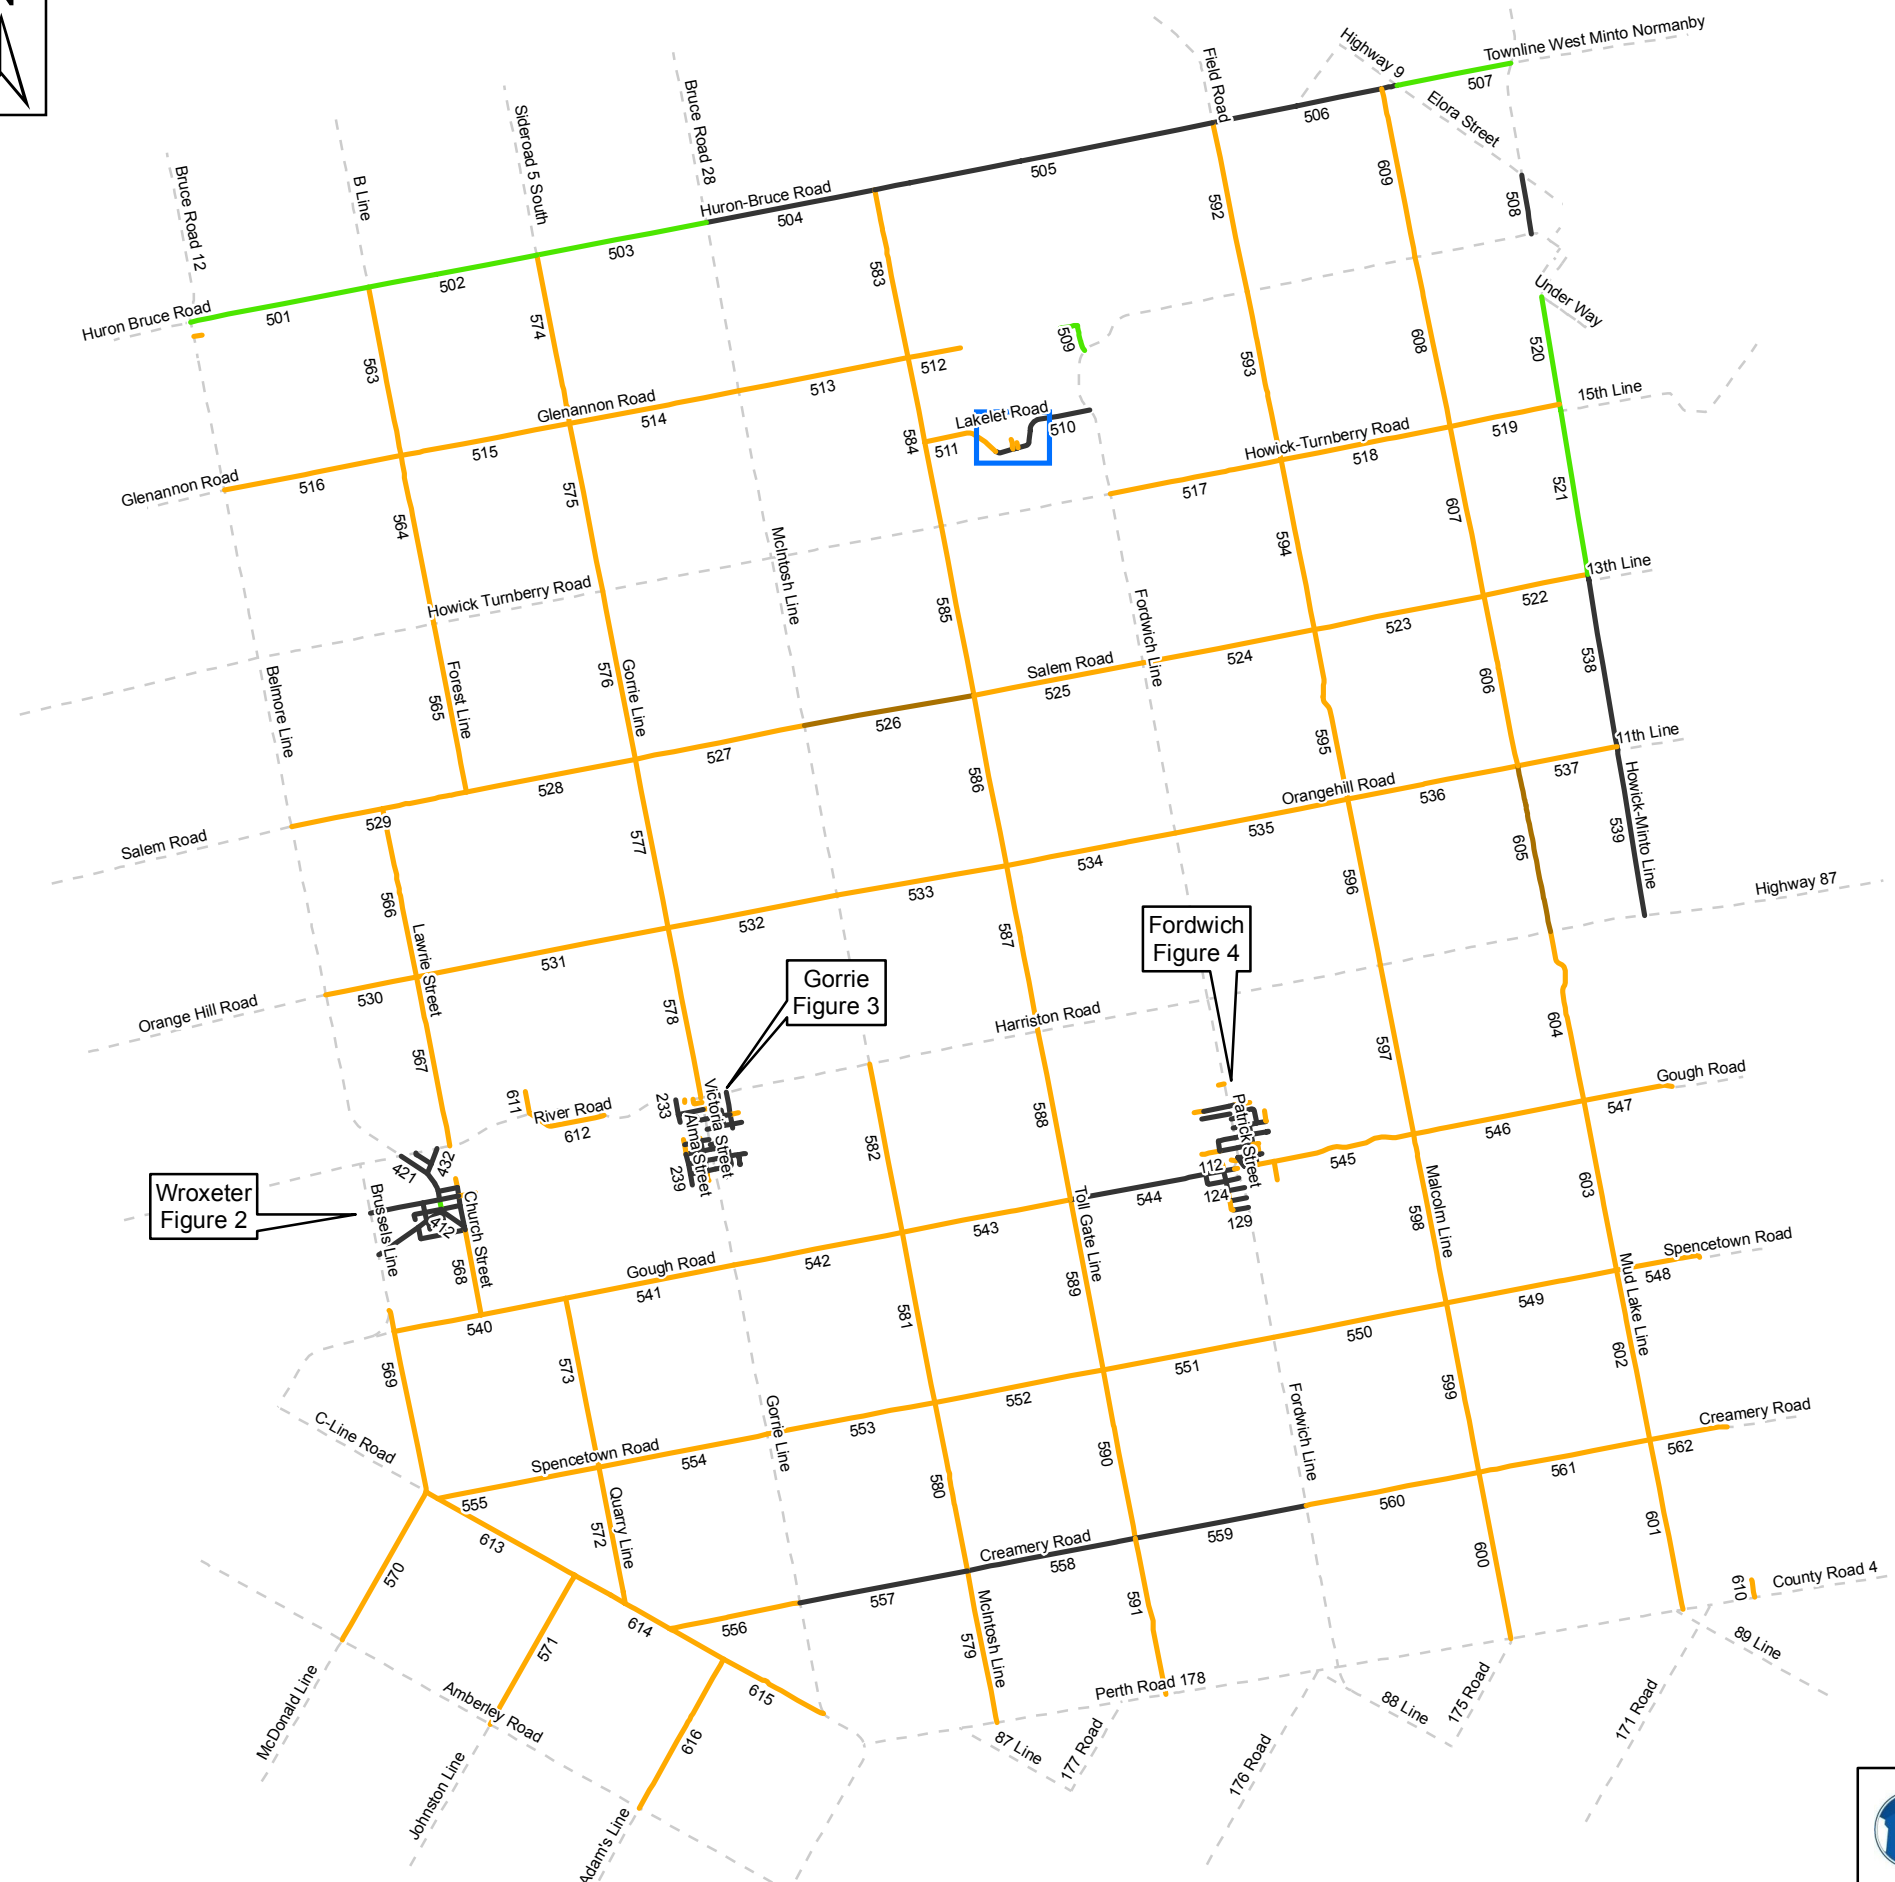 Townline West Minto Normanby
Highway 9
507
Field Road
506
Elora Street
Bruce Road 28
505
609
Sideroad 5 South
Huron-Bruce Road
504
592
508
Bruce Road 12
B Line
503
502
583
Under Way
Huron Bruce Road
501
574
509
608
520
563
512
593
15th Line
513
Glenannon Road
514
Lakelet Road
510
511
584
Howick-Turnberry Road
518
519
515
Glenannon Road
516
575
517
521
607
564
McIntosh Line
594
13th Line
Howick Turnberry Road
585
522
Fordwich Line
523
Salem Road
524
538
576
Gorrie Line
525
606
Forest Line
565
Belmore Line
526
595
11th Line
527
537
586
Orangehill Road
536
528
Howick-Minto Line
529
535
539
Salem Road
577
605
534
596
Highway 87
533
566
532
587
Fordwich
Figure 4
Lawrie Street
531
Gorrie
Figure 3
530
Orange Hill Road
578
Harriston Road
604
567
597
Gough Road
611
River Road
612
233
Victoria Street
Alma Street
239
588
Patrick Street
547
546
582
545
421
432
112
124
129
544
Wroxeter
Figure 2
Brussels Line
412
Church Street
568
Toll Gate Line
Malcolm Line
598
603
543
Gough Road
542
541
Spencetown Road
548
589
Mud Lake Line
549
581
540
550
602
569
573
551
552
599
Fordwich Line
C-Line Road
Gorrie Line
553
Creamery Road
562
Spencetown Road
554
590
561
580
555
560
601
Quarry Line
572
613
559
Creamery Road
558
600
570
557
591
610
County Road 4
614
556
McIntosh Line
579
571
89 Line
McDonald Line
Amberley Road
615
Perth Road 178
88 Line
175 Road
171 Road
616
87 Line
177 Road
176 Road
Johnston Line
Adam's Line